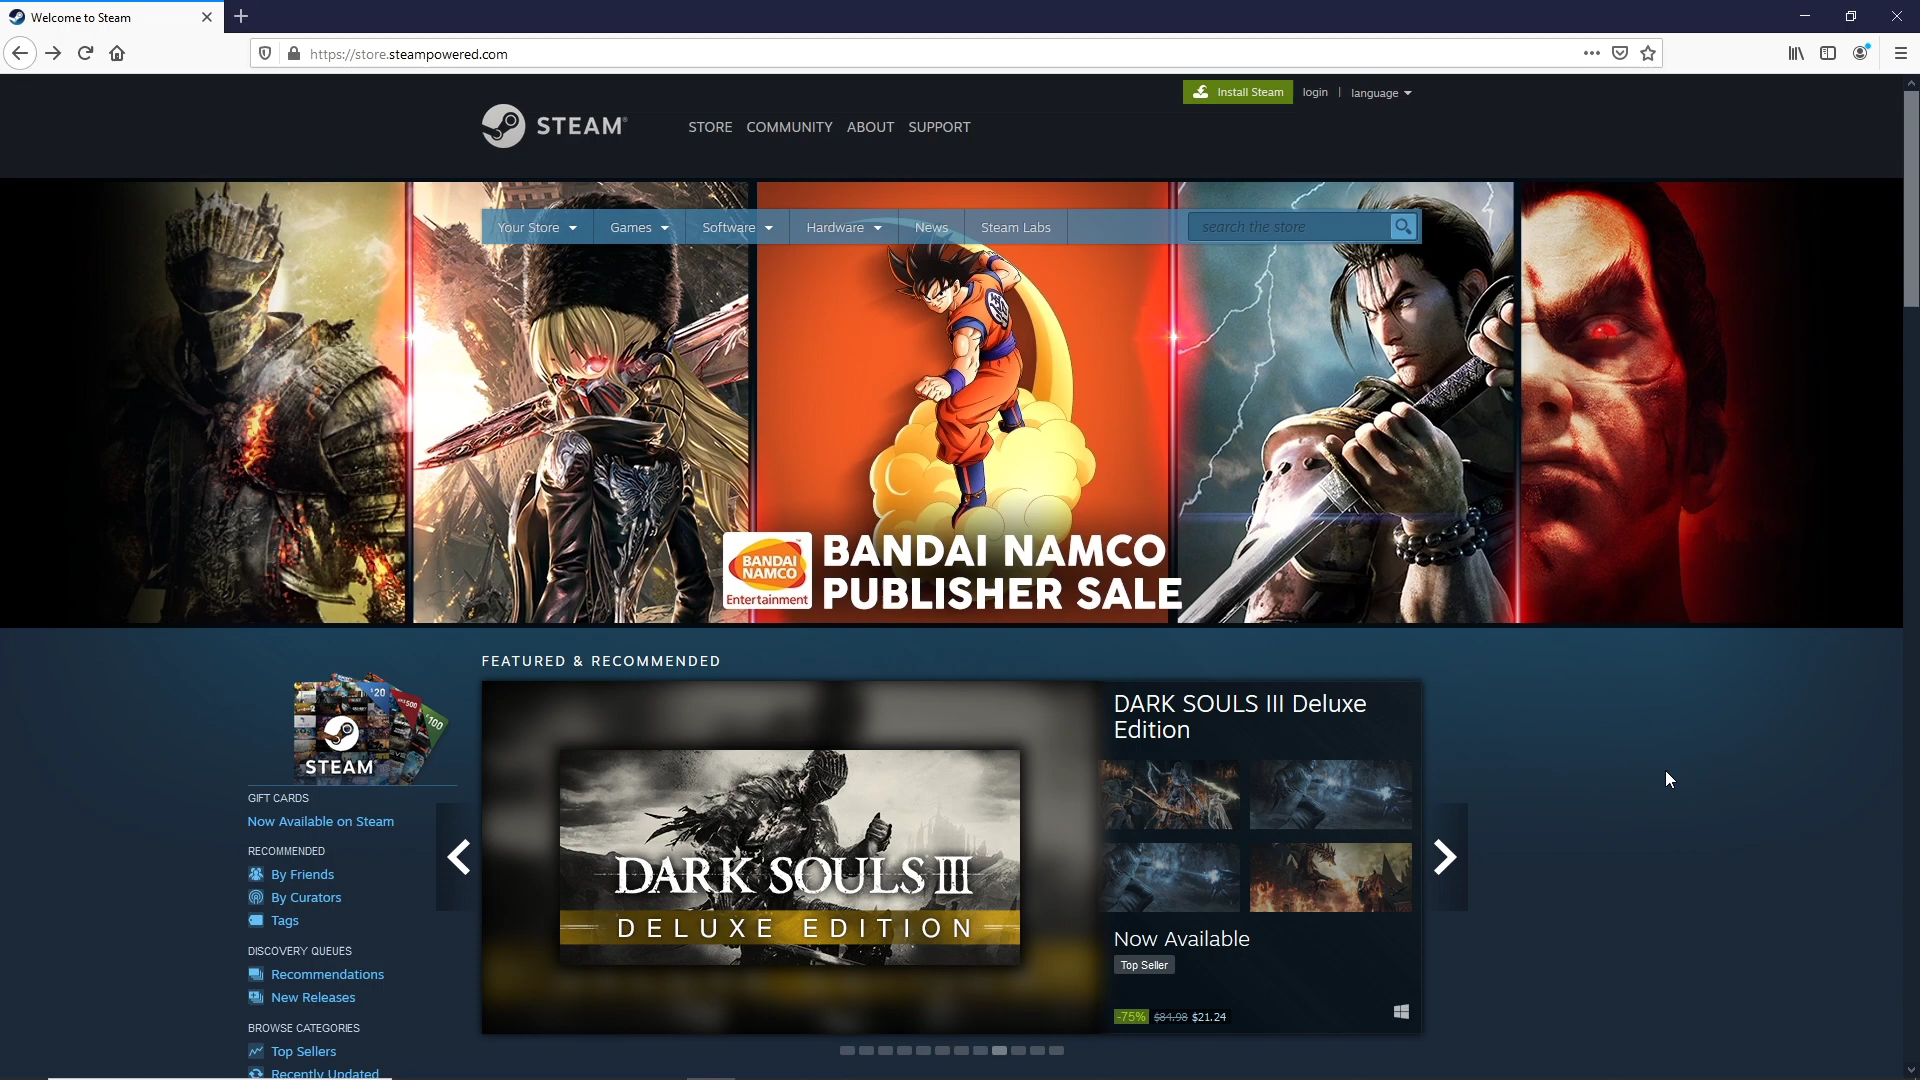 Welcome to Steam
https://store.steampowered.com
Install Steam
login
language
STEAM®
STORE COMMUNITY ABOUT SUPPORT
Your Store Games Software Hardware News Steam Labs
search the store
BANDAI NAMCO Entertainment
BANDAI NAMCO
PUBLISHER SALE
FEATURED & RECOMMENDED
$20
$500
£100
STEAM®
GIFT CARDS
Now Available on Steam
RECOMMENDED
By Friends
By Curators
Tags
DISCOVERY QUEUES
Recommendations
New Releases
BROWSE CATEGORIES
Top Sellers
Recently Updated
DARK SOULS III
DELUXE EDITION
DARK SOULS III Deluxe
Edition
Now Available
Top Seller
-75% $84.98 $21.24